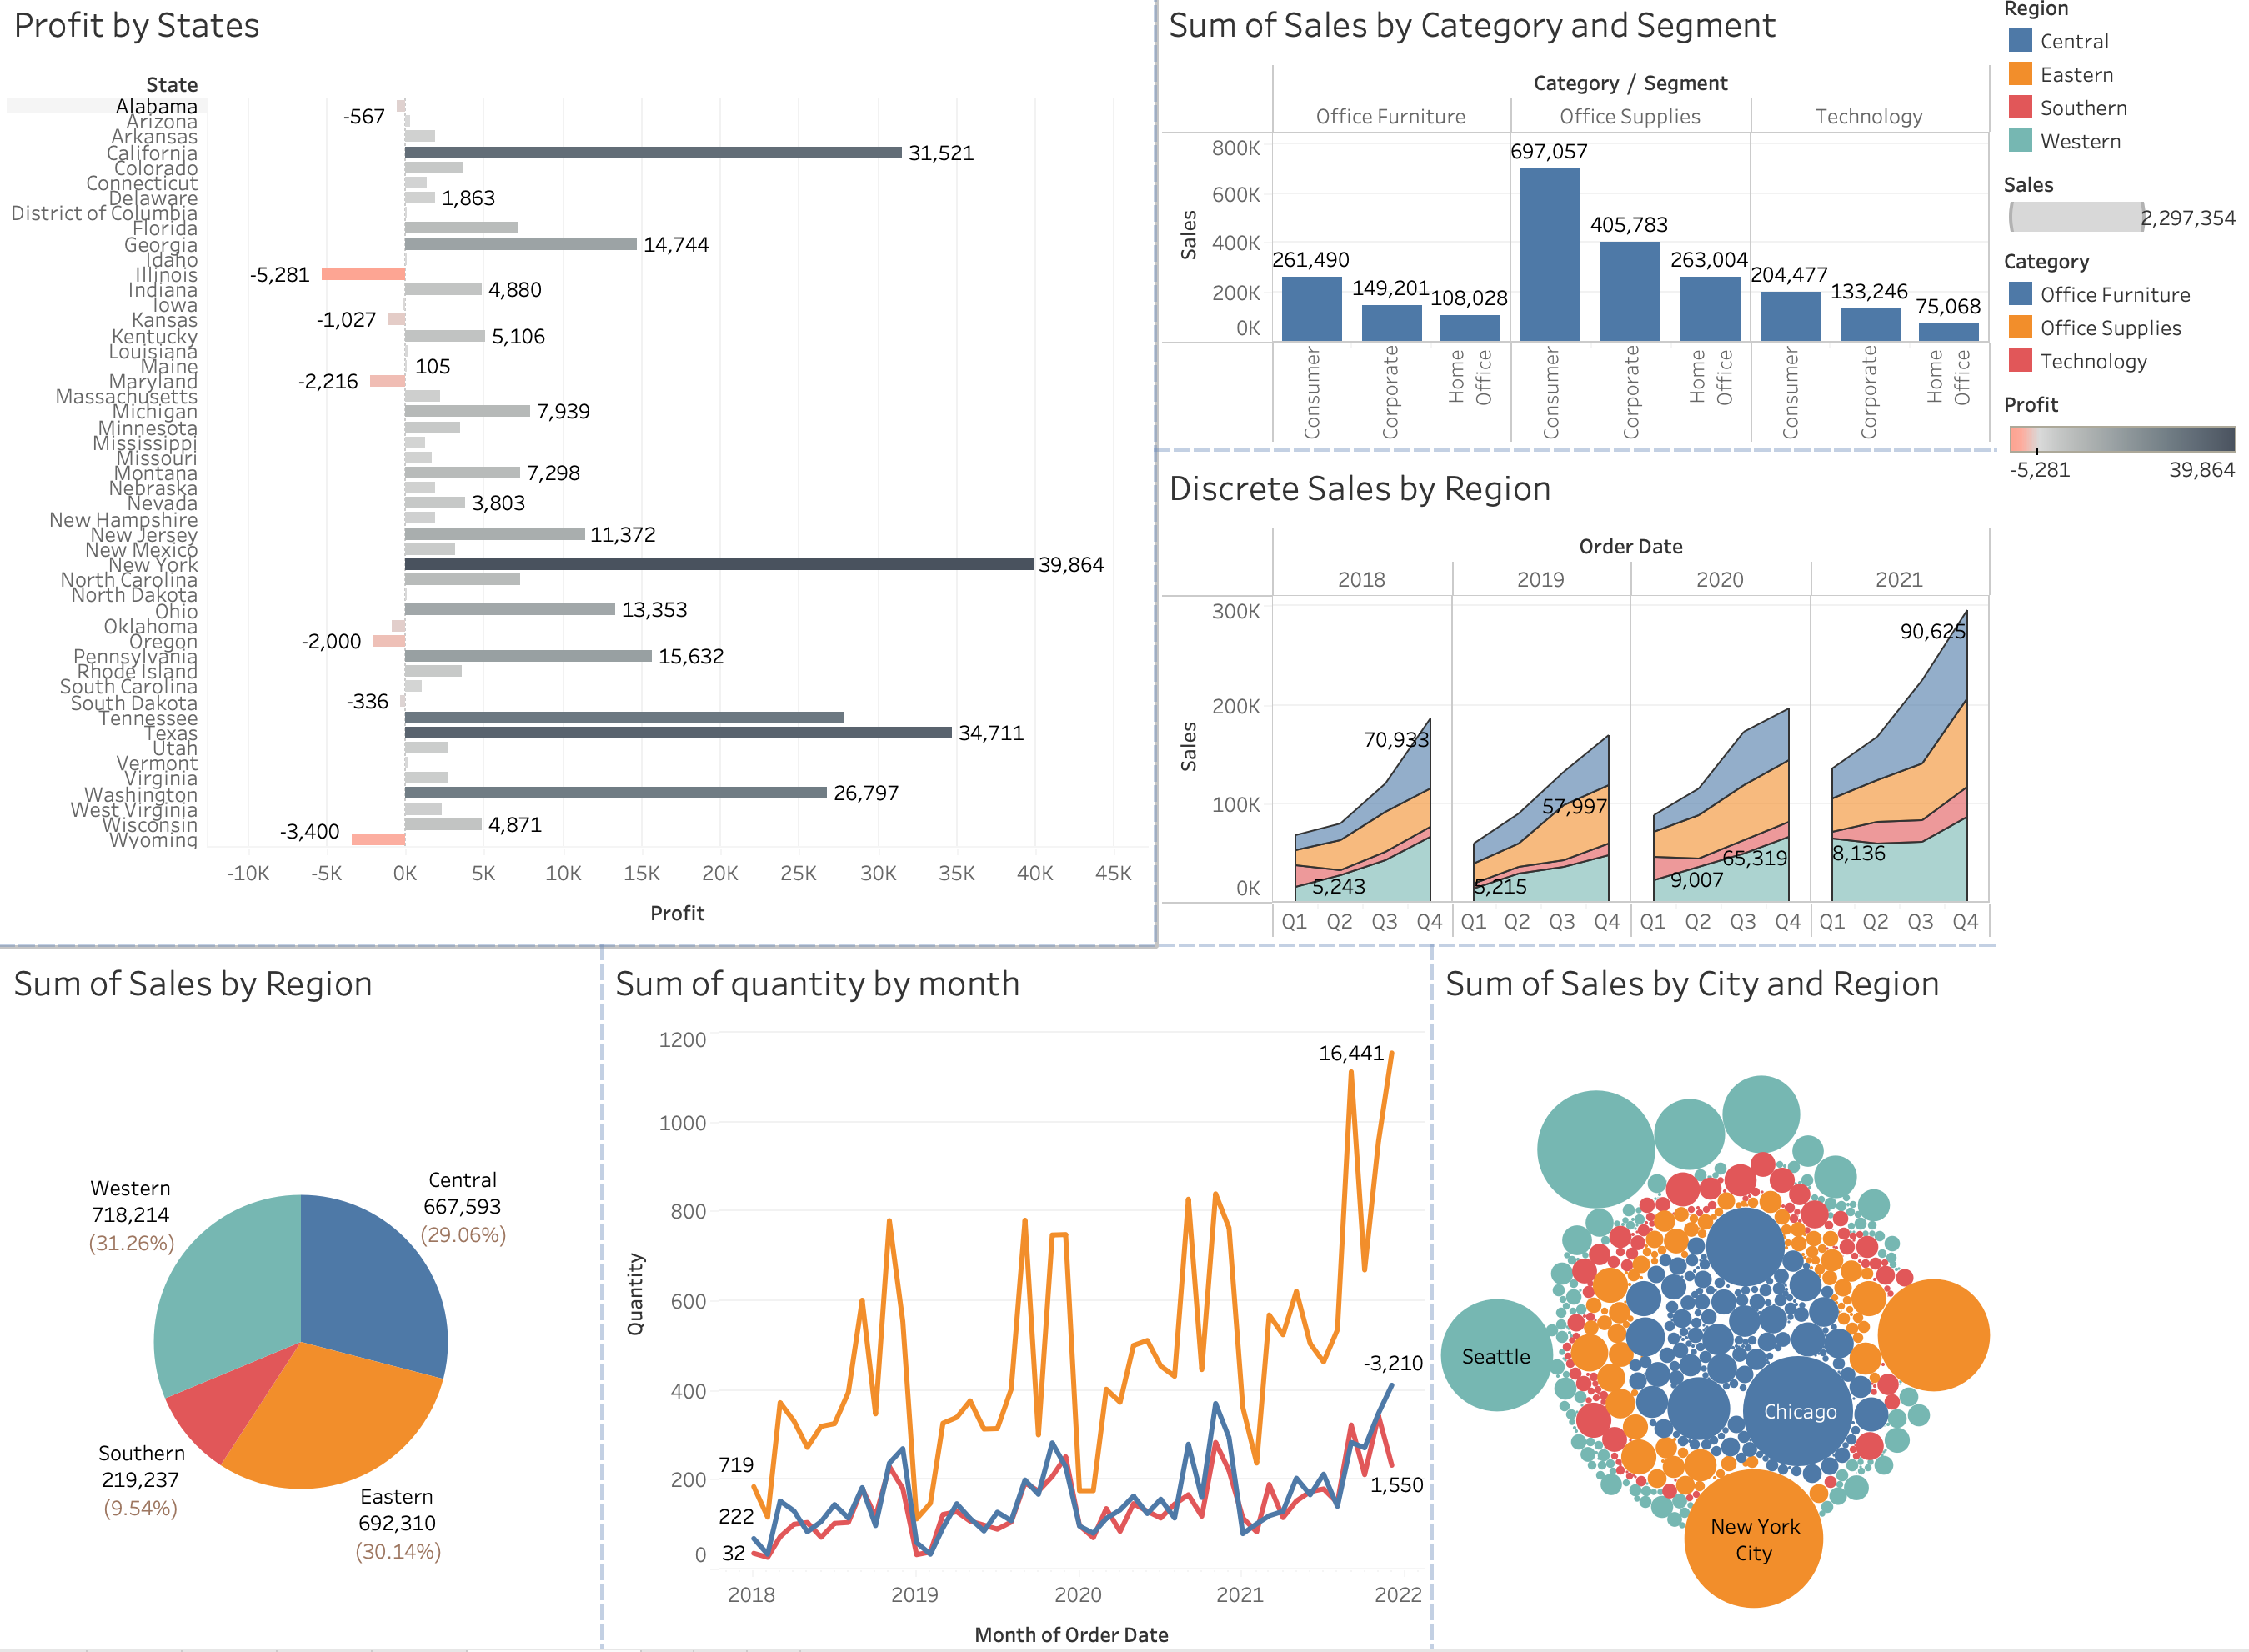 Profit by States
State
Alabama
-567
Arizona
Arkansas
California
31,521
Colorado
Connecticut
Delaware
1,863
District of Columbia
Florida
Georgia
14,744
Idaho
Illinois
-5,281
Indiana
4,880
Iowa
Kansas
-1,027
Kentucky
5,106
Louisiana
Maine
105
Maryland
-2,216
Massachusetts
Michigan
7,939
Minnesota
Mississippi
Missouri
Montana
7,298
Nebraska
Nevada
3,803
New Hampshire
New Jersey
11,372
New Mexico
New York
39,864
North Carolina
North Dakota
Ohio
13,353
Oklahoma
Oregon
-2,000
Pennsylvania
15,632
Rhode Island
South Carolina
South Dakota
-336
Tennessee
Texas
34,711
Utah
Vermont
Virginia
Washington
26,797
West Virginia
Wisconsin
4,871
Wyoming
-3,400
-10K -5K 0K 5K 10K 15K 20K 25K 30K 35K 40K 45K
Profit
Sum of Sales by Category and Segment
Category / Segment
Office Furniture Office Supplies Technology
Sales
800K
600K
400K
200K
0K
261,490
149,201
108,028
697,057
405,783
263,004
204,477
133,246
75,068
Consumer
Corporate
Home Office
Consumer
Corporate
Home Office
Consumer
Corporate
Home Office
Region
Central
Eastern
Southern
Western
Sales
2,297,354
Category
Office Furniture
Office Supplies
Technology
Profit
-5,281 39,864
Discrete Sales by Region
Order Date
2018 2019 2020 2021
Sales
300K
200K
100K
0K
70,933
5,243
57,997
5,215
65,319
9,007
90,625
8,136
Q1 Q2 Q3 Q4 Q1 Q2 Q3 Q4 Q1 Q2 Q3 Q4 Q1 Q2 Q3 Q4
Sum of Sales by Region
Western
718,214
(31.26%)
Central
667,593
(29.06%)
Southern
219,237
(9.54%)
Eastern
692,310
(30.14%)
Sum of quantity by month
Quantity
1200
1000
800
600
400
200
0
16,441
-3,210
1,550
719
222
32
2018 2019 2020 2021 2022
Month of Order Date
Sum of Sales by City and Region
Seattle
Chicago
New York
City